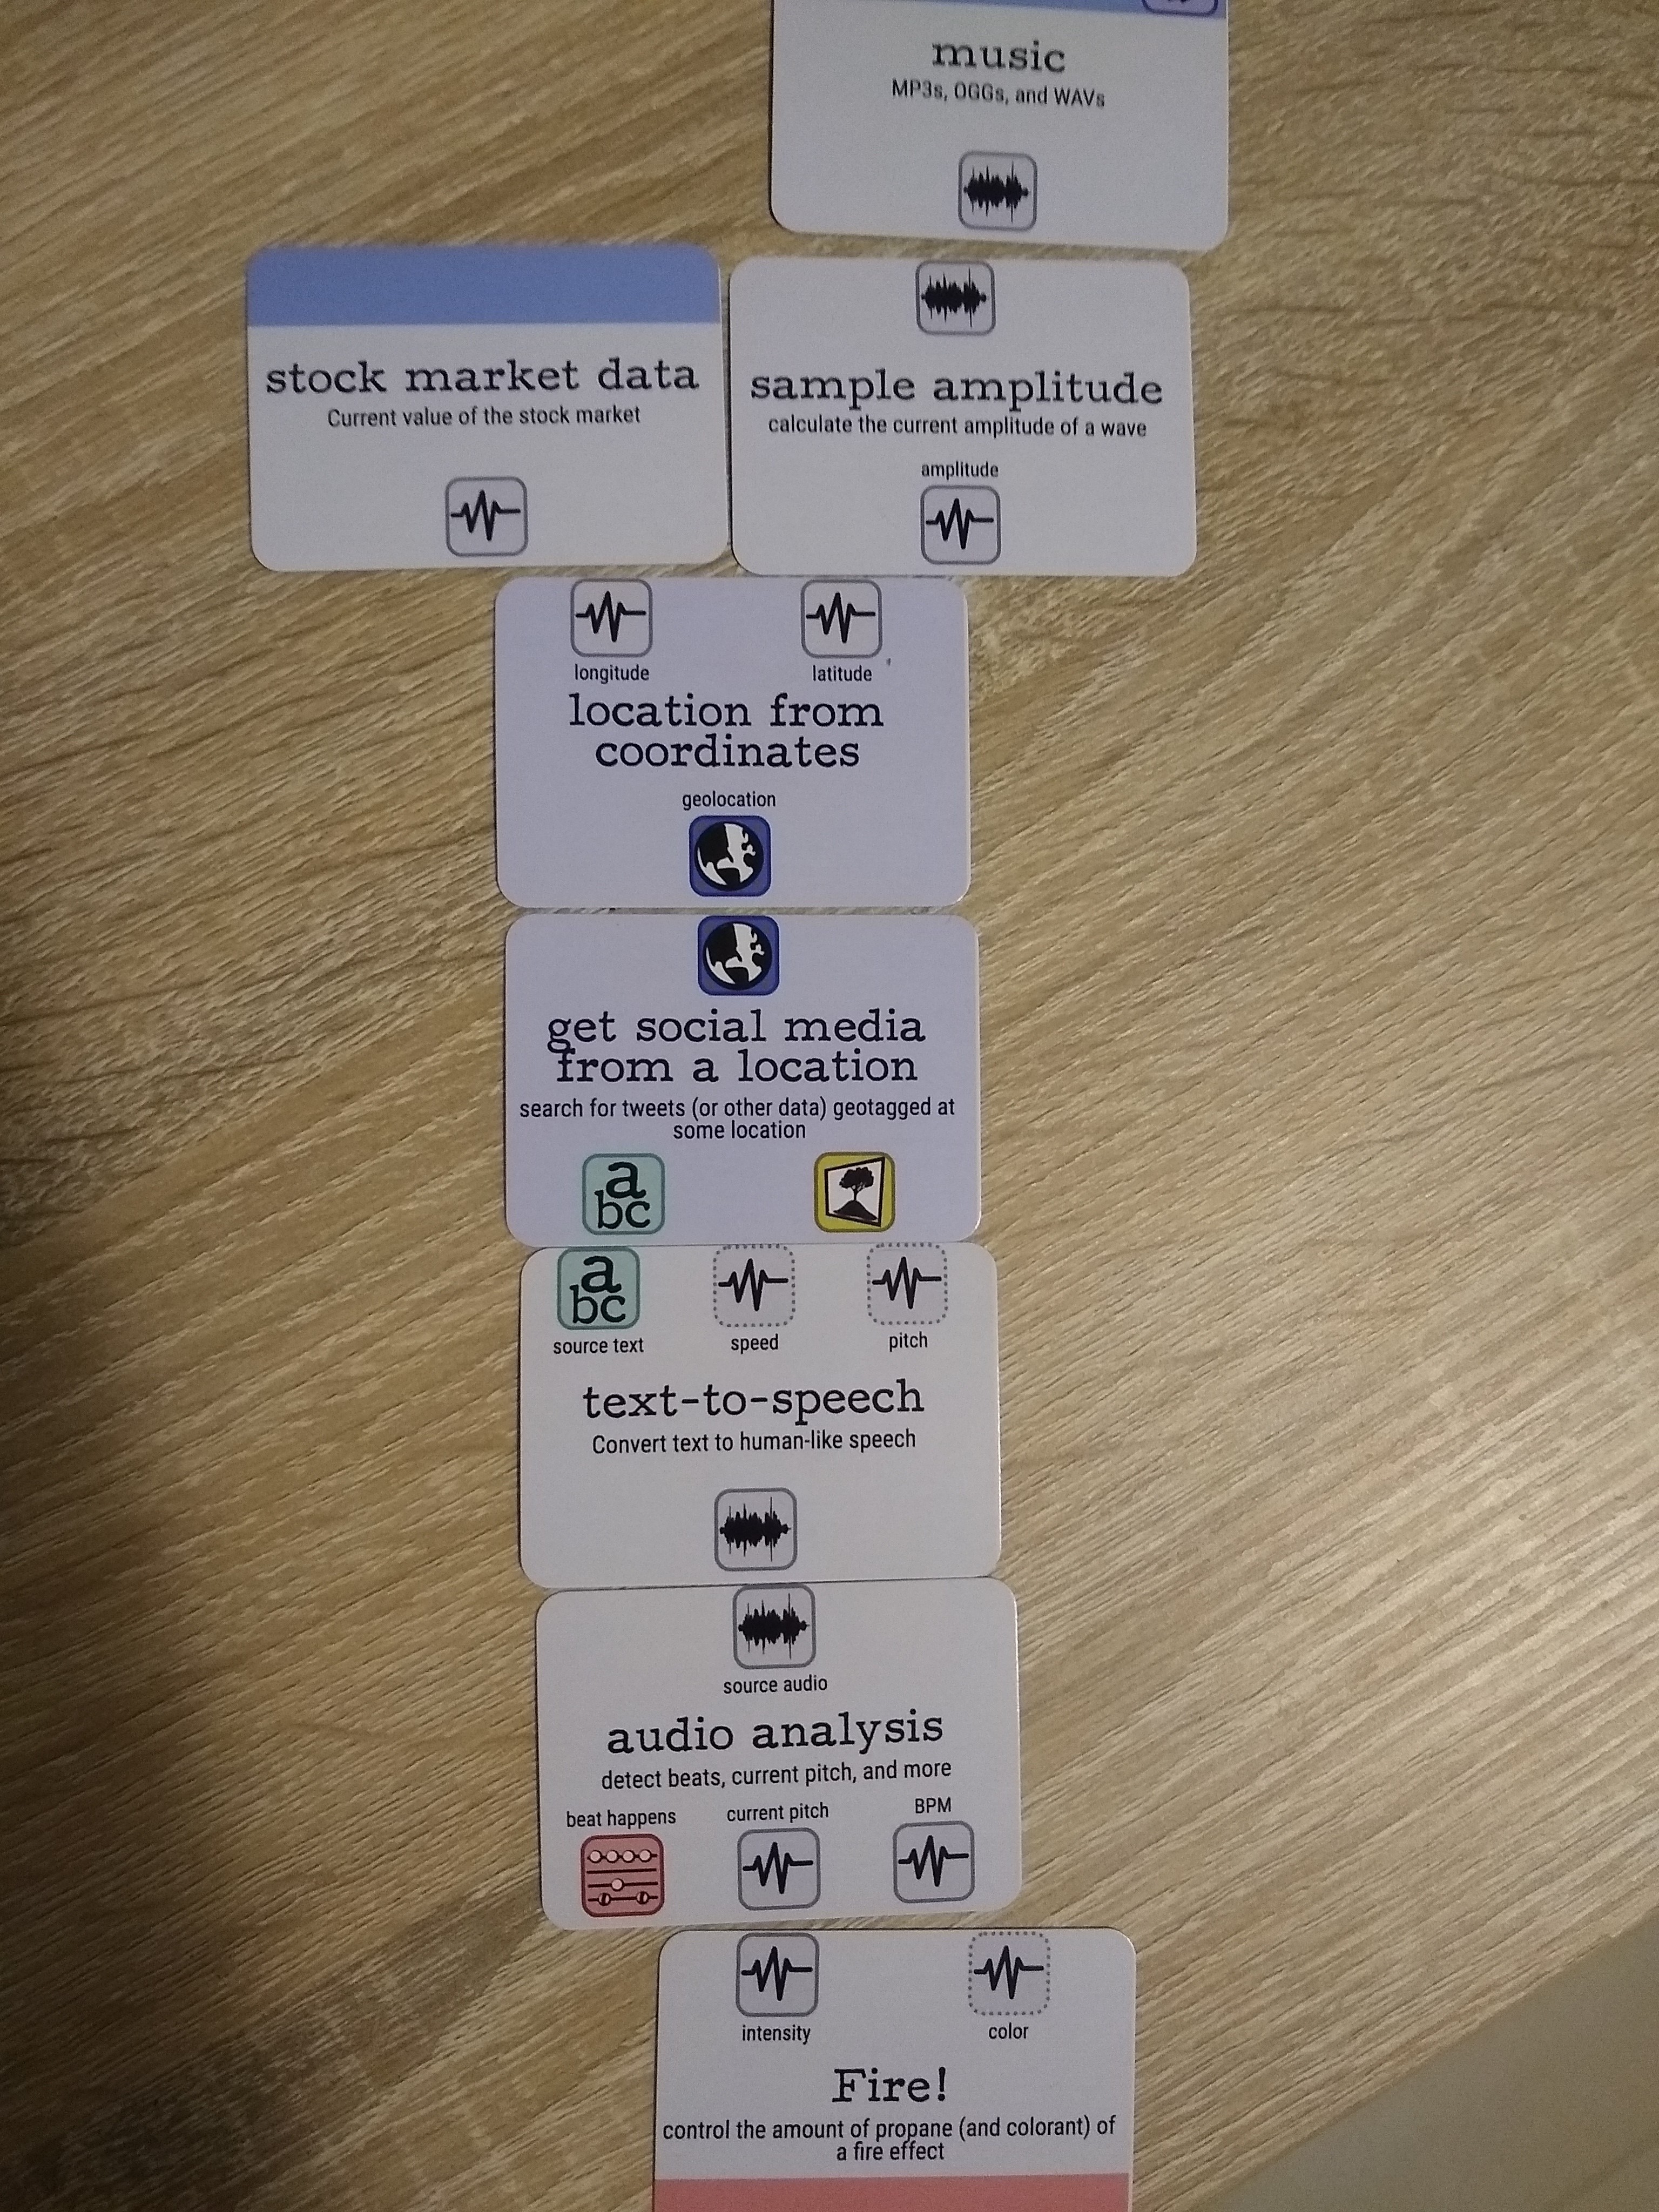 music
MP3s, OGGs, and WAVs
stock market data
Current value of the stock market
sample amplitude
calculate the current amplitude of a wave
amplitude
longitude
latitude
location from
coordinates
geolocation
get social media
from a location
search for tweets (or other data) geotagged at
some location
a
bc
a
bc
source text
speed
pitch
text-to-speech
Convert text to human-like speech
source audio
audio analysis
detect beats, current pitch, and more
beat happens
current pitch
BPM
intensity
color
Fire!
control the amount of propane (and colorant) of
a fire effect